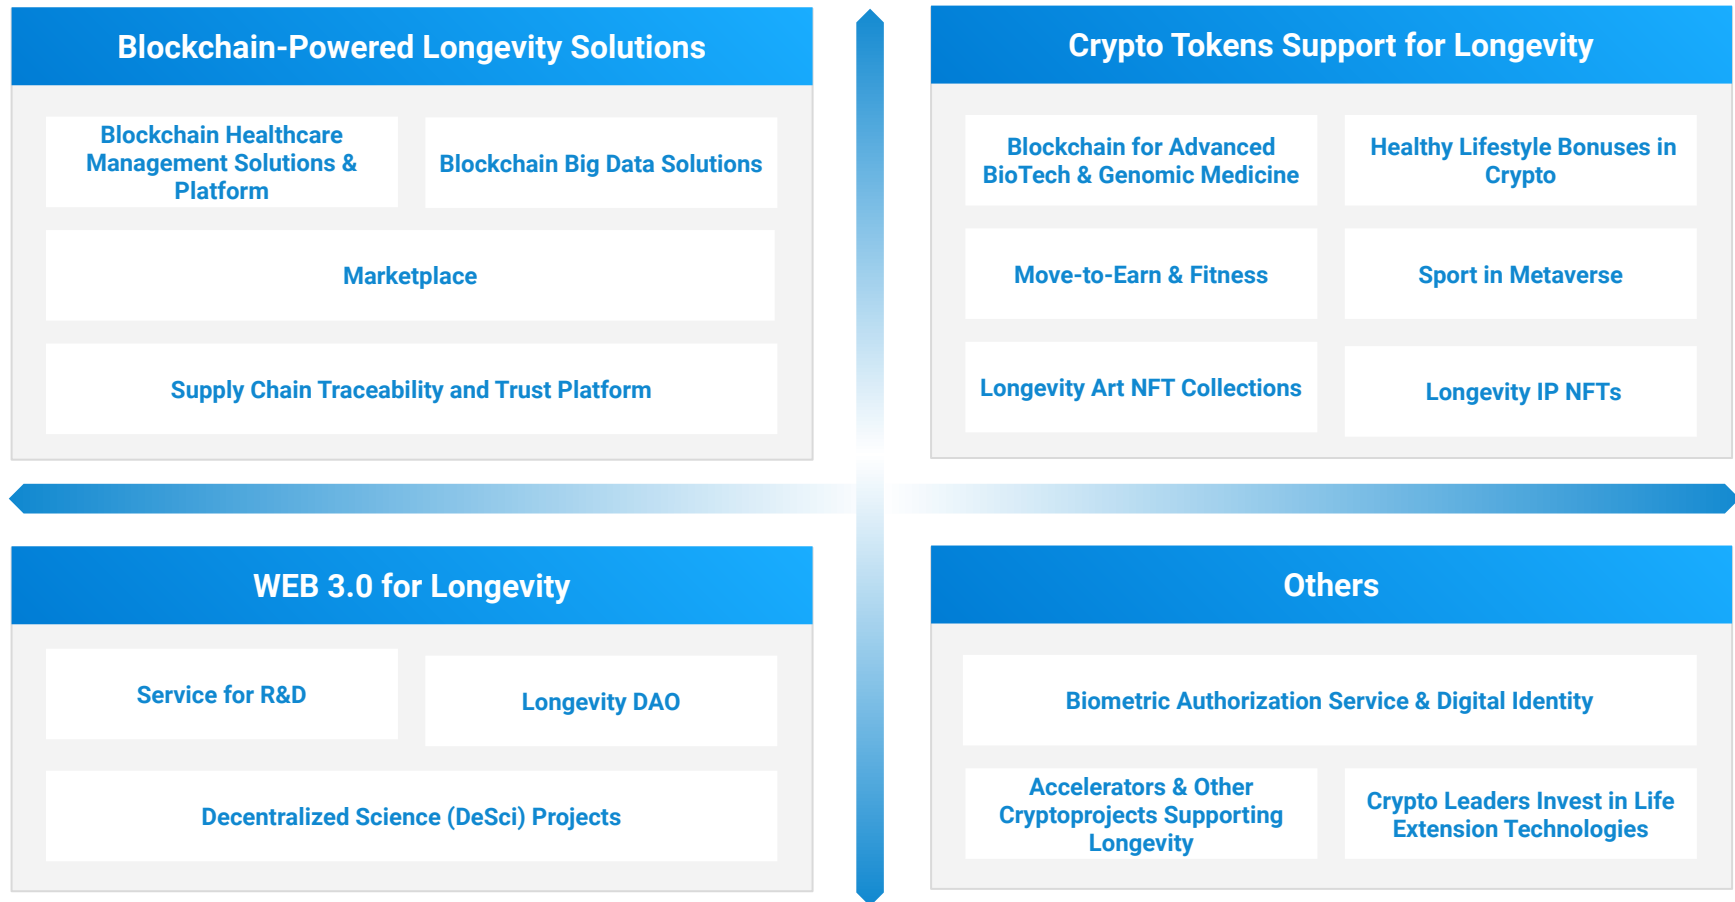 Blockchain-Powered Longevity Solutions
Blockchain Healthcare
Management Solutions &
Platform
Blockchain Big Data Solutions
Marketplace
Supply Chain Traceability and Trust Platform
Crypto Tokens Support for Longevity
Blockchain for Advanced
BioTech & Genomic Medicine
Healthy Lifestyle Bonuses in
Crypto
Move-to-Earn & Fitness
Sport in Metaverse
Longevity Art NFT Collections
Longevity IP NFTs
WEB 3.0 for Longevity
Service for R&D
Longevity DAO
Decentralized Science (DeSci) Projects
Others
Biometric Authorization Service & Digital Identity
Accelerators & Other
Cryptoprojects Supporting
Longevity
Crypto Leaders Invest in Life
Extension Technologies